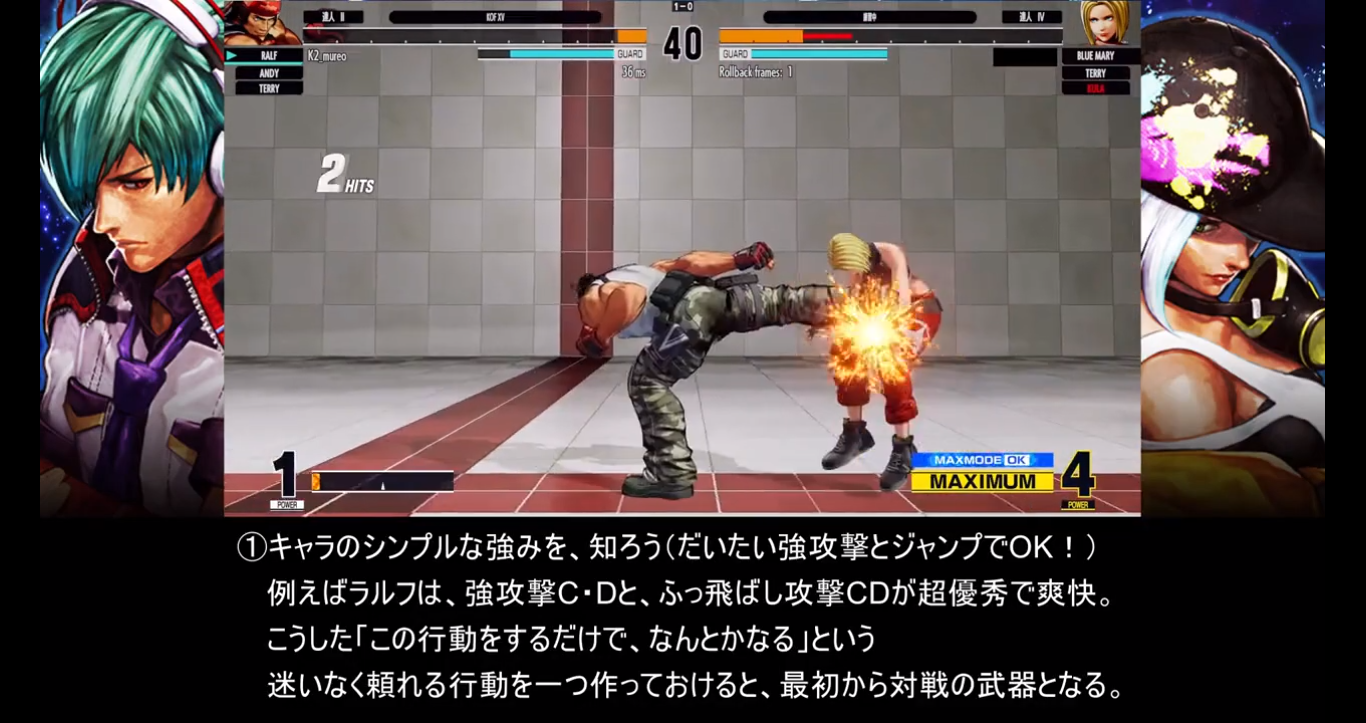 1-0
達人 Ⅱ
KOF XV
達人 Ⅳ
RALF
ANDY
TERRY
K2_mureo
GUARD
36 ms
40
GUARD
Rollback frames: 1
BLUE MARY
TERRY
2 HITS
1
POWER
MAXMODE OK
MAXIMUM
4
POWER
①キャラのシンプルな強みを、知ろう（だいたい強攻撃とジャンプでOK！）
例えばラルフは、強攻撃C・Dと、ふっ飛ばし攻撃CDが超優秀で爽快。
こうした「この行動をするだけで、なんとかなる」という
迷いなく頼れる行動を一つ作っておけると、最初から対戦の武器となる。